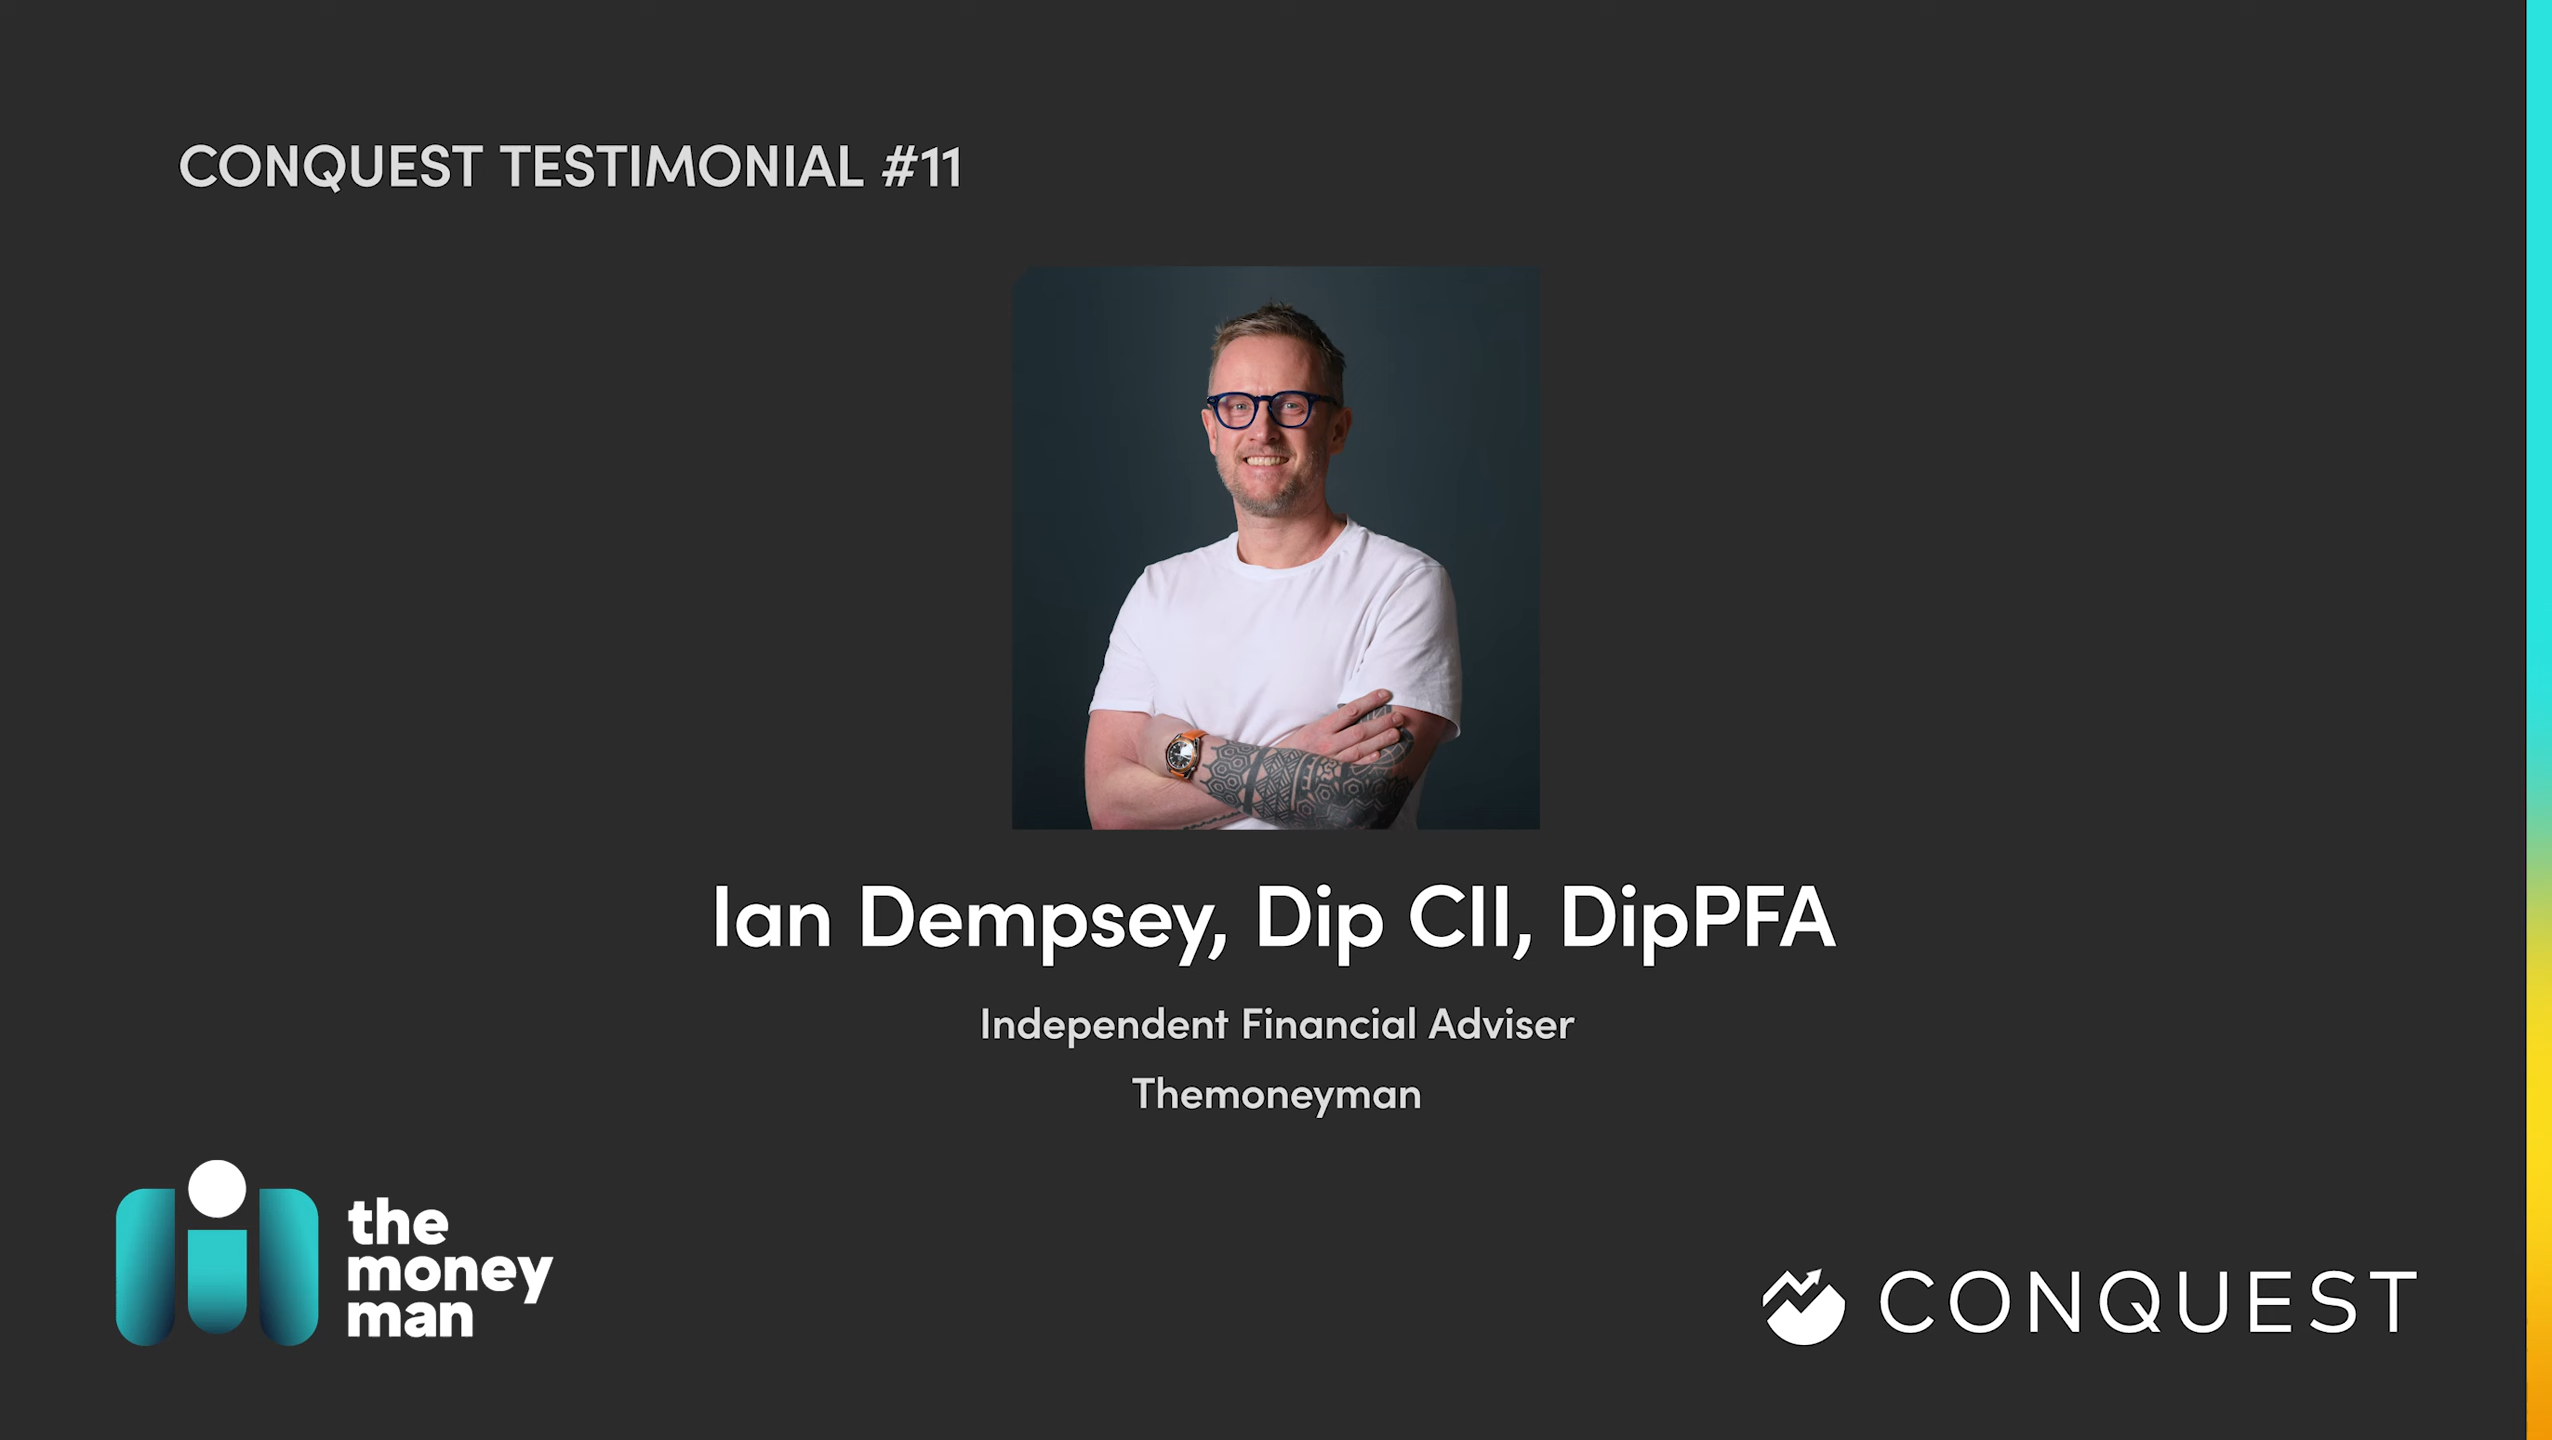 CONQUEST TESTIMONIAL #11
Ian Dempsey, Dip CII, DipPFA
Independent Financial Adviser
Themoneyman
the
money
man
CONQUEST